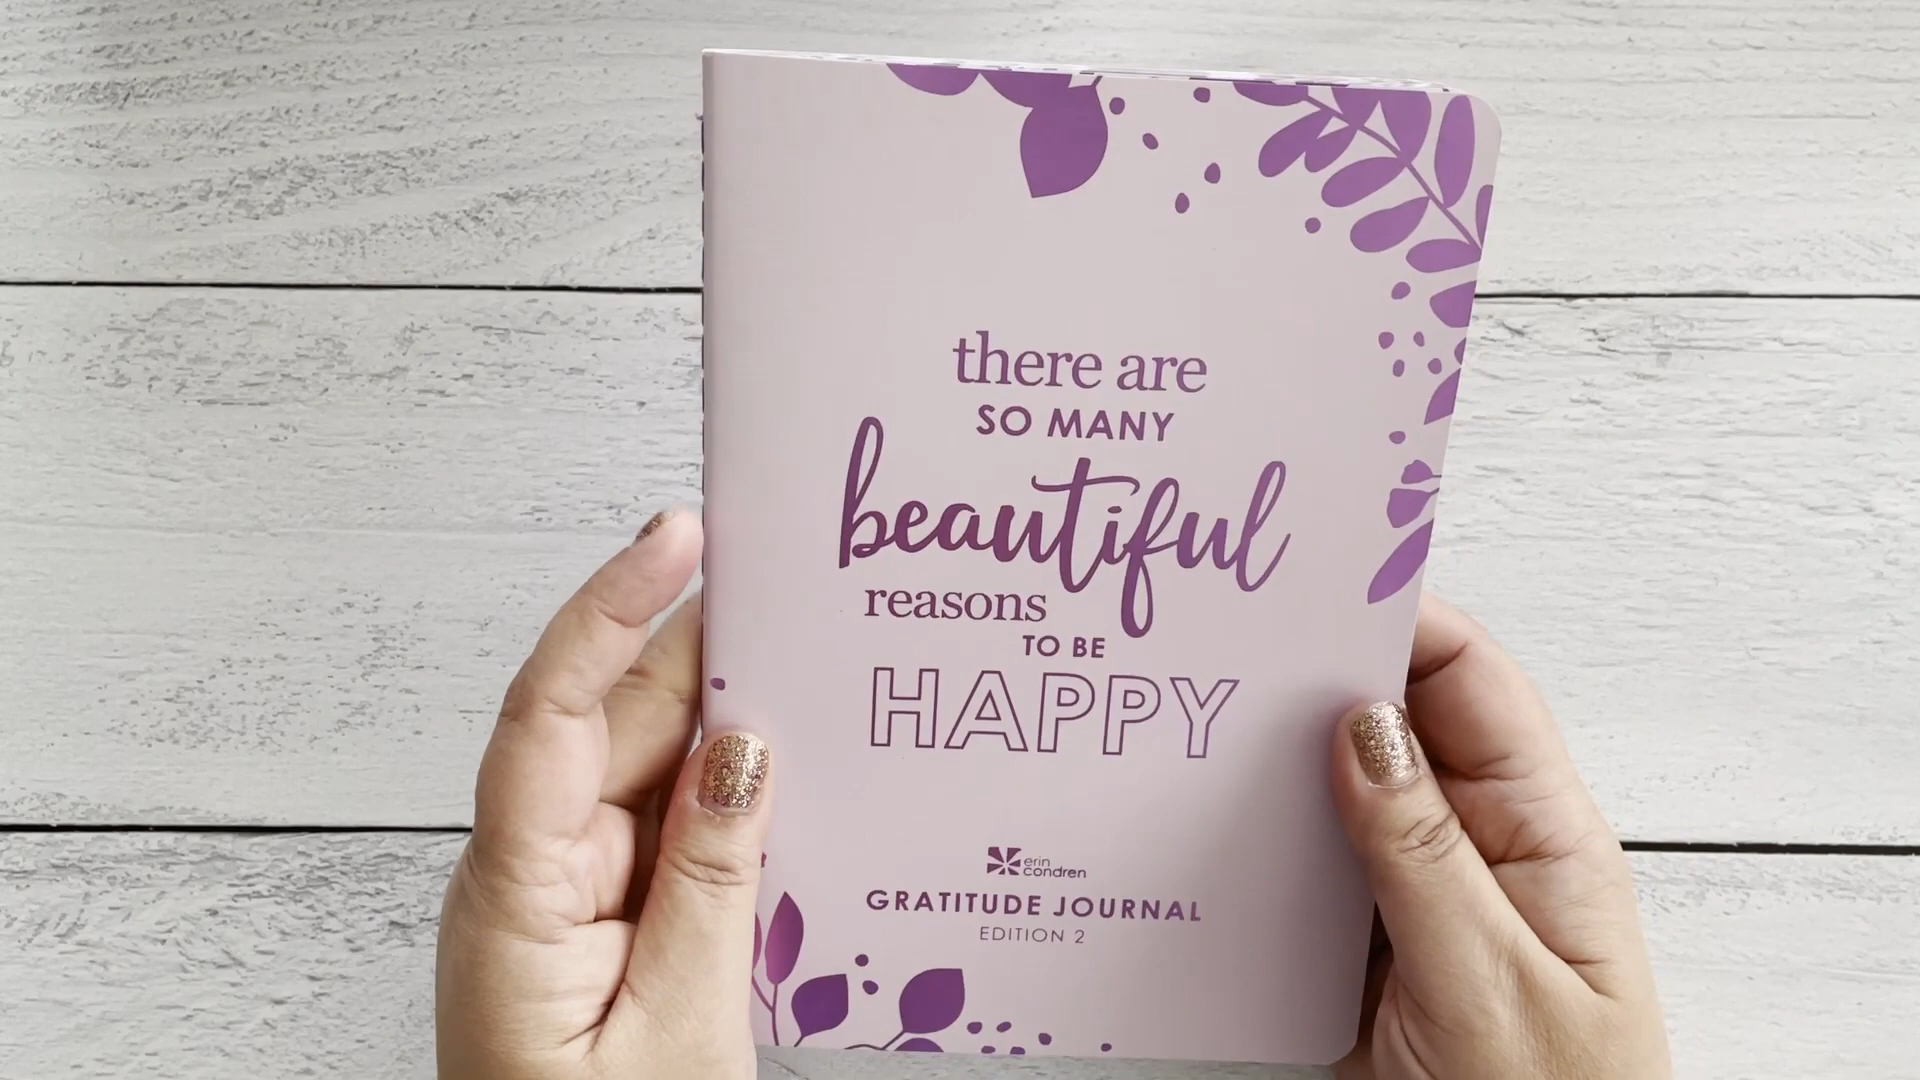 there are
SO MANY
beautiful
reasons
TO BE
HAPPY
erin
condren
GRATITUDE JOURNAL
EDITION 2